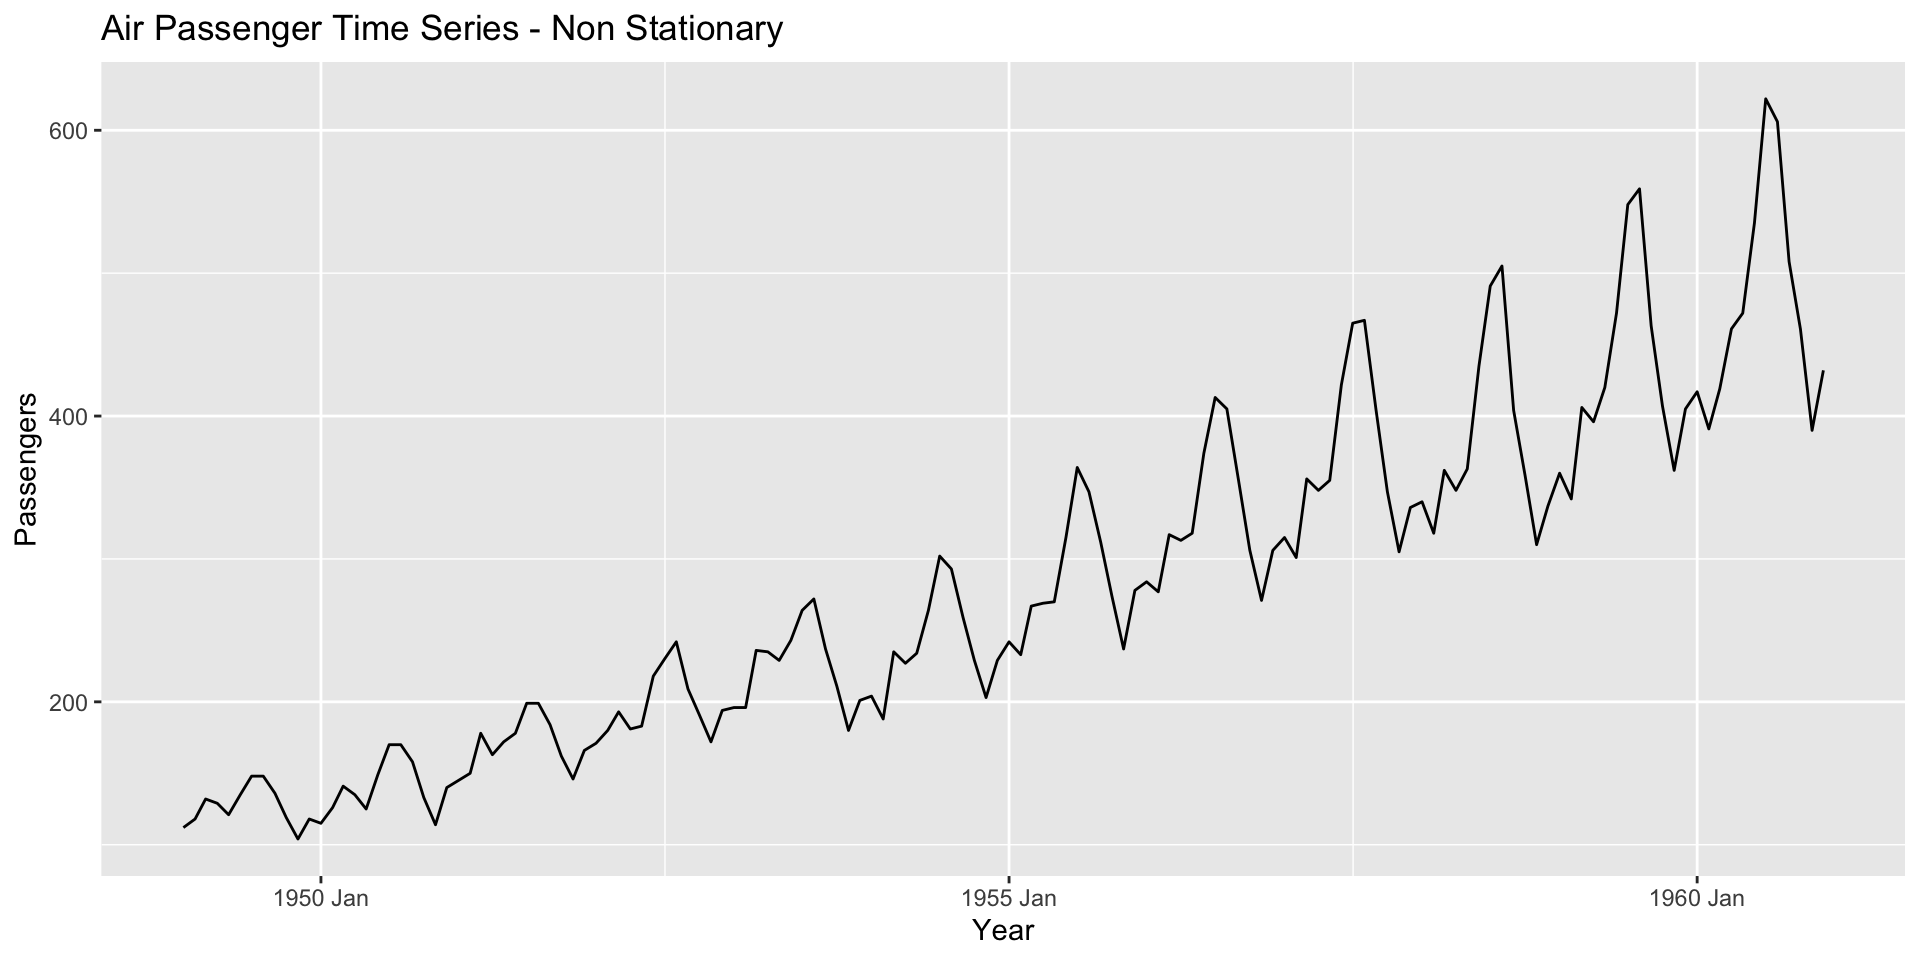 Air Passenger Time Series - Non Stationary
Passengers
600
400
200
1950 Jan
1955 Jan
1960 Jan
Year